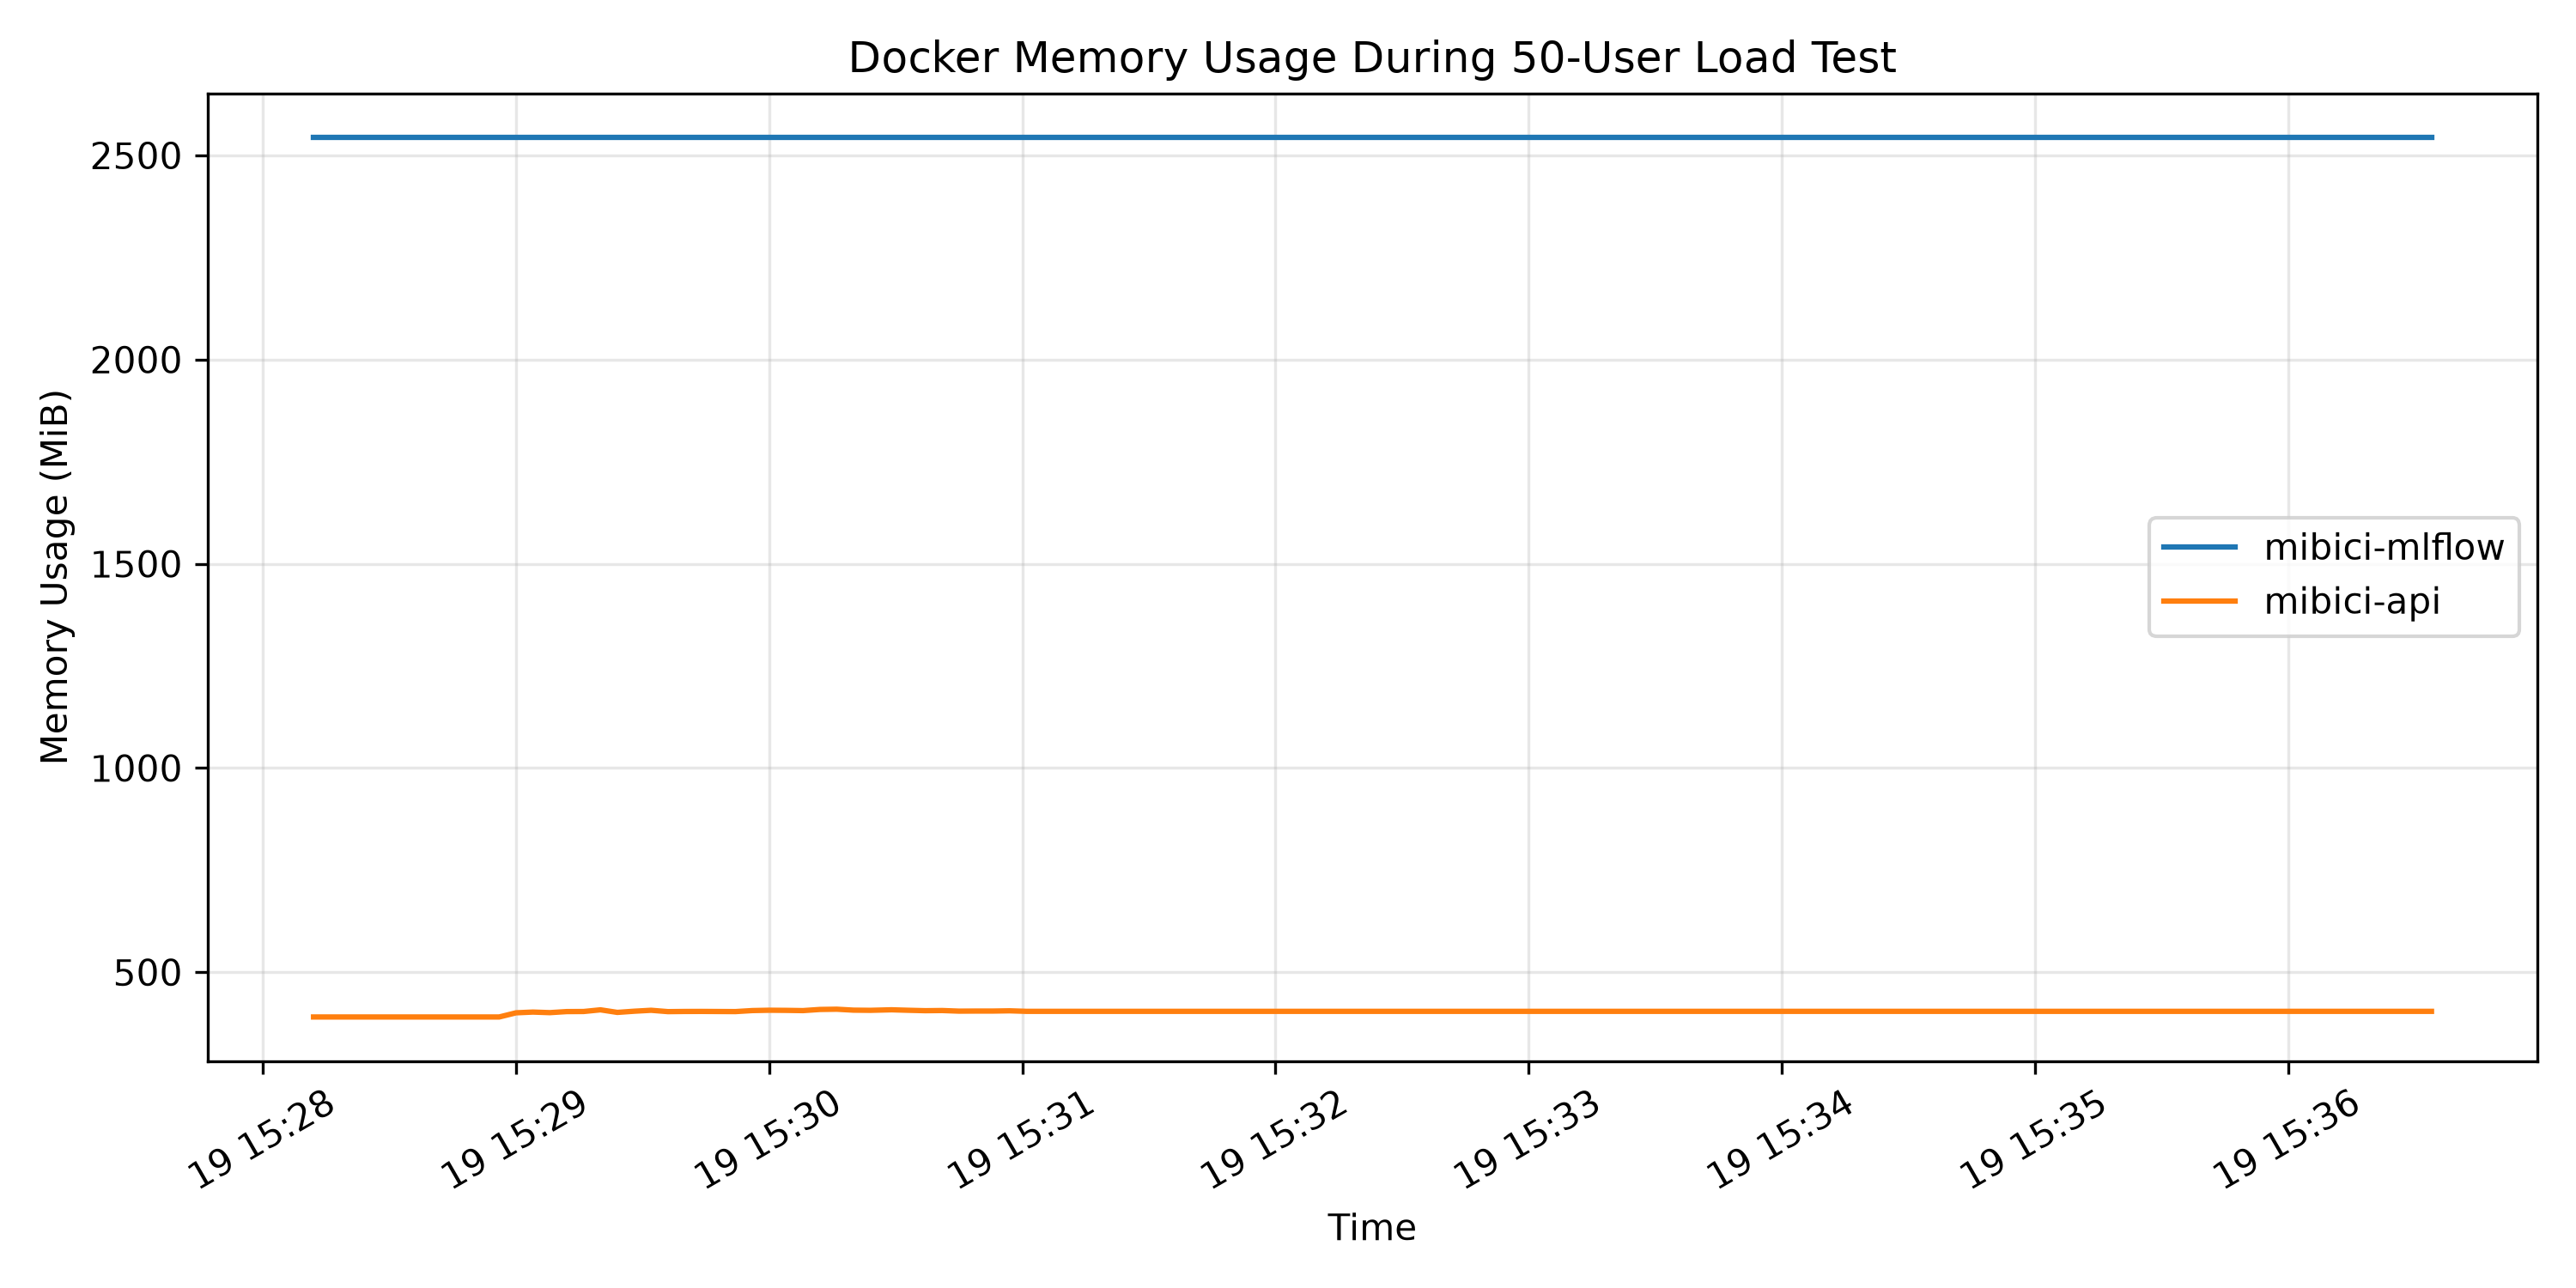 Docker Memory Usage During 50-User Load Test
Memory Usage (MiB)
2500
2000
1500
1000
500
mibici-mlflow
mibici-api
19 15:28
19 15:29
19 15:30
19 15:31
19 15:32
19 15:33
19 15:34
19 15:35
19 15:36
Time